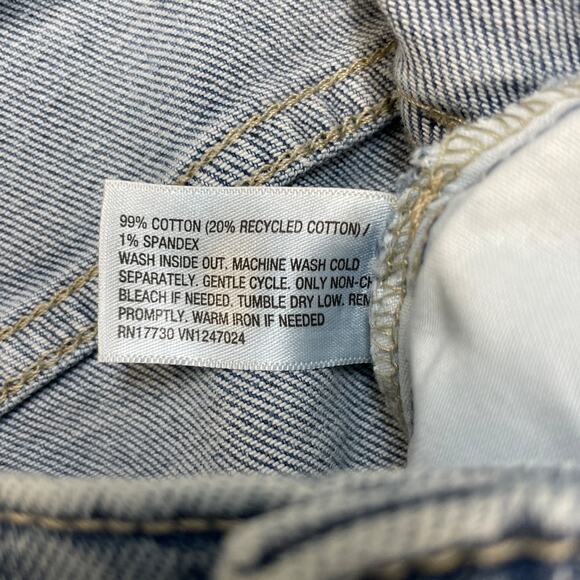 99% COTTON (20% RECYCLED COTTON) /
1% SPANDEX
WASH INSIDE OUT. MACHINE WASH COLD
SEPARATELY. GENTLE CYCLE. ONLY
BLEACH IF NEEDED. TUMBLE DRY LOW.
PROMPTLY. WARM IRON IF NEEDED
RN17730 VN1247024